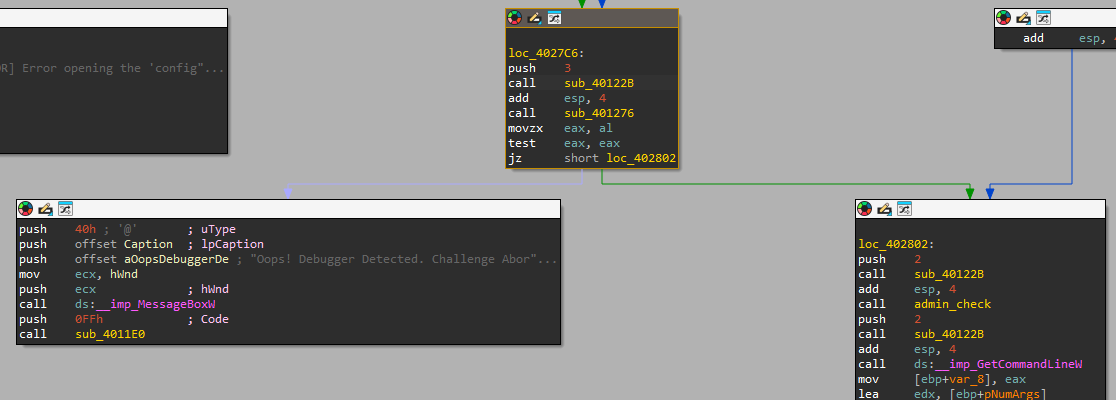 R] Error opening the 'config"...
loc_4027C6:
push 3
call sub_40122B
add esp, 4
call sub_401276
movzx eax, al
test eax, eax
jz short loc_402802
add esp,
push 40h ; '@' ; uType
push offset Caption ; lpCaption
push offset aOopsDebuggerDe ; "Oops! Debugger Detected. Challenge Abor"...
mov ecx, hWnd
push ecx ; hWnd
call ds:__imp_MessageBoxW
push 0FFh ; Code
call sub_4011E0
loc_402802:
push 2
call sub_40122B
add esp, 4
call admin_check
push 2
call sub_40122B
add esp, 4
call ds:__imp_GetCommandLineW
mov [ebp+var_8], eax
lea edx, [ebp+pNumArgs]